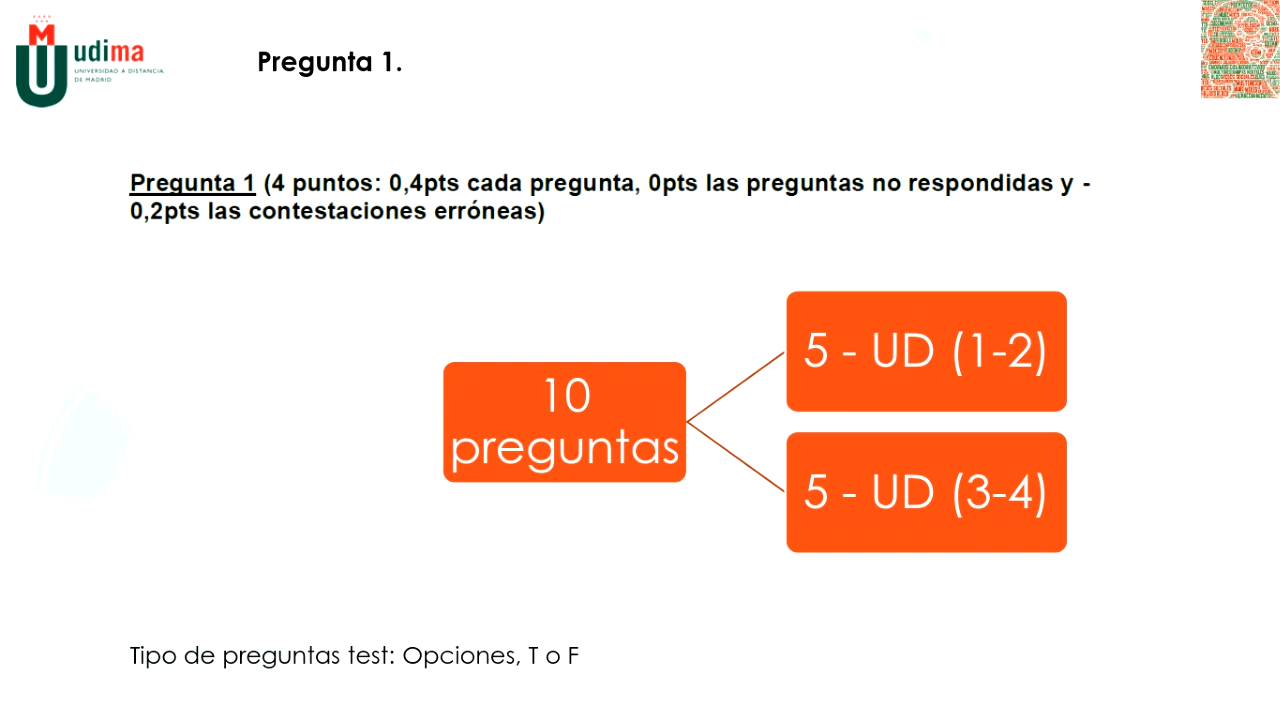 udima
UNIVERSIDAD A DISTANCIA
DE MADRID
Pregunta 1.
Pregunta 1 (4 puntos: 0,4pts cada pregunta, 0pts las preguntas no respondidas y -
0,2pts las contestaciones erróneas)
10
preguntas
5 - UD (1-2)
5 - UD (3-4)
Tipo de preguntas test: Opciones, T o F